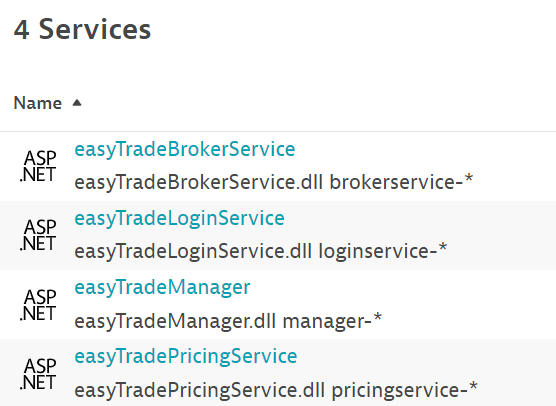 4 Services
Name ▲
ASP
.NET
easyTradeBrokerService
easyTradeBrokerService.dll brokerservice-*
ASP
.NET
easyTradeLoginService
easyTradeLoginService.dll loginservice-*
ASP
.NET
easyTradeManager
easyTradeManager.dll manager-*
ASP
.NET
easyTradePricingService
easyTradePricingService.dll pricingservice-*